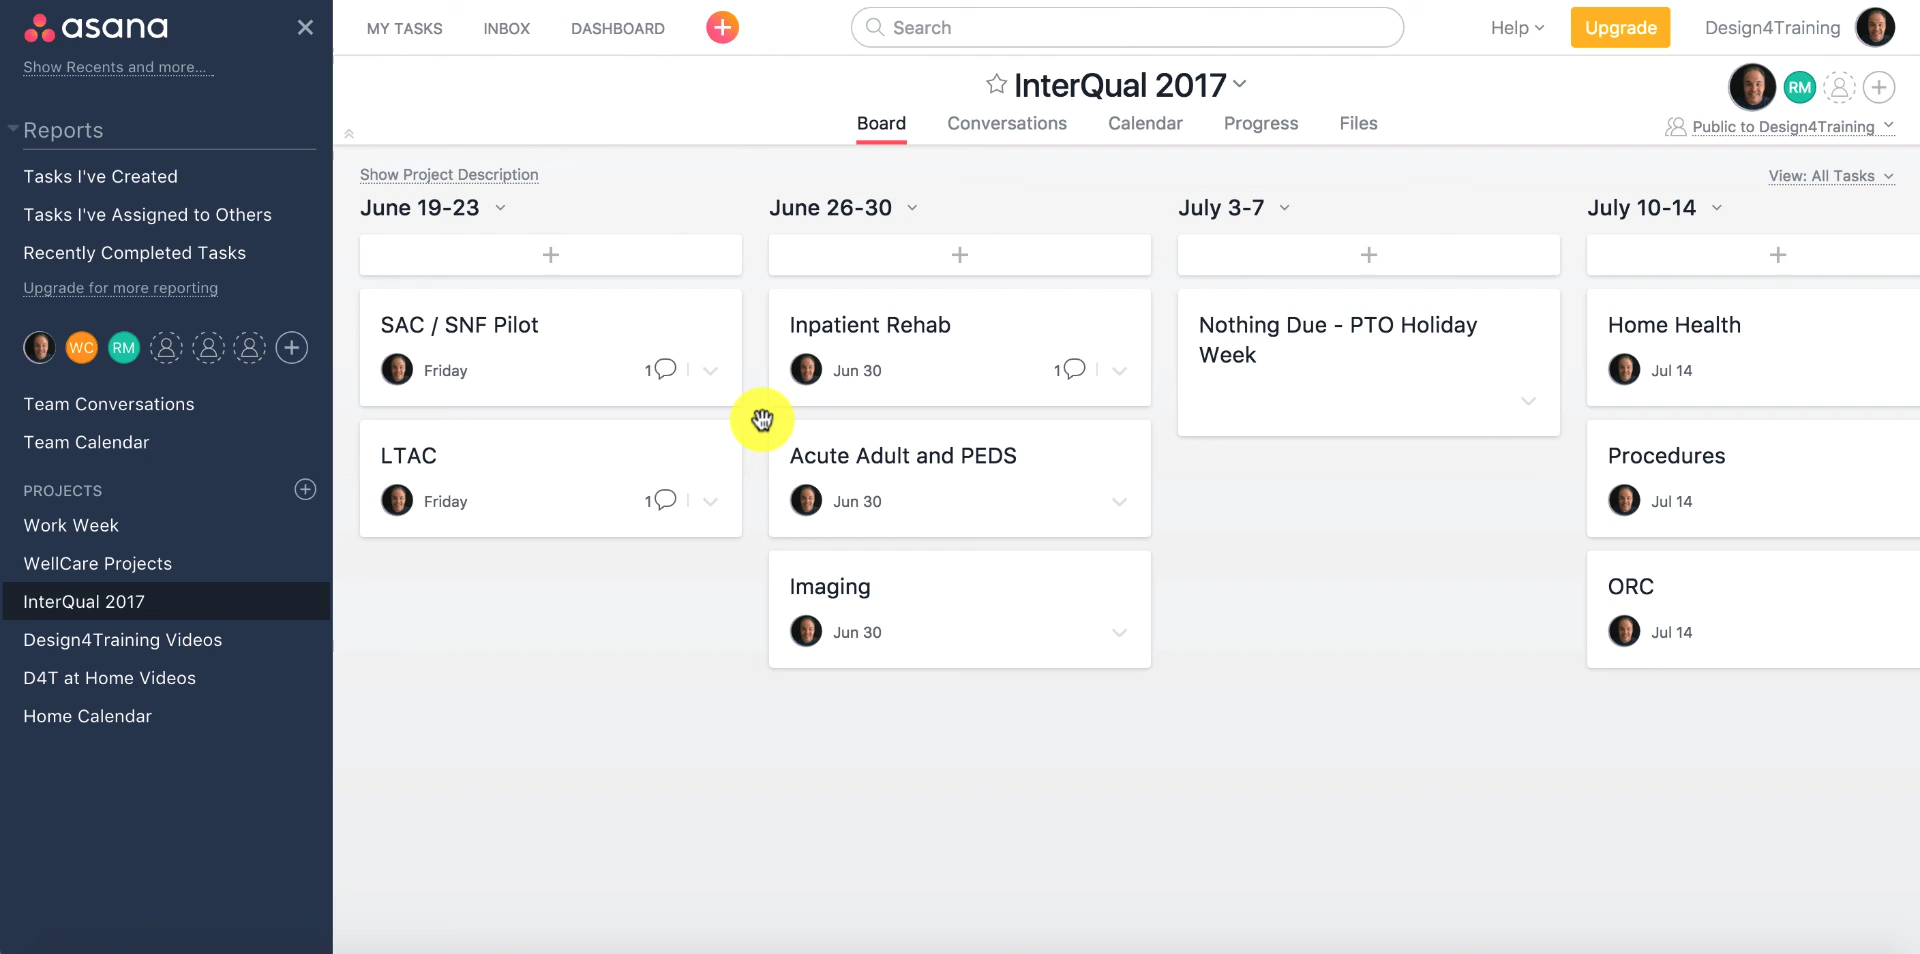 asana
Show Recents and more...
Reports
Tasks I've Created
Tasks I've Assigned to Others
Recently Completed Tasks
Upgrade for more reporting
WC
RM
Team Conversations
Team Calendar
PROJECTS
Work Week
WellCare Projects
InterQual 2017
Design4Training Videos
D4T at Home Videos
Home Calendar
MY TASKS
INBOX
DASHBOARD
Search
Help
Upgrade
Design4Training
InterQual 2017
RM
Board
Conversations
Calendar
Progress
Files
Public to Design4Training
Show Project Description
View: All Tasks
June 19-23
SAC / SNF Pilot
Friday
1
LTAC
Friday
1
June 26-30
Inpatient Rehab
Jun 30
1
Acute Adult and PEDS
Jun 30
Imaging
Jun 30
July 3-7
Nothing Due - PTO Holiday
Week
July 10-14
Home Health
Jul 14
Procedures
Jul 14
ORC
Jul 14